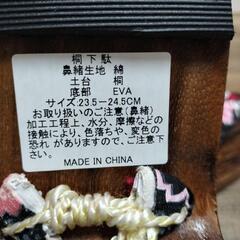 桐下駄
鼻緒生地 綿
土台 桐
底部 EVA
サイズ:23.5-24.5CM
お取り扱いのご注意(鼻緒)
加工工程上、水分、摩擦などの
接触により、色落ちや、変色の
恐れ がありますので、ご注意下
さい。
MADE IN CHINA